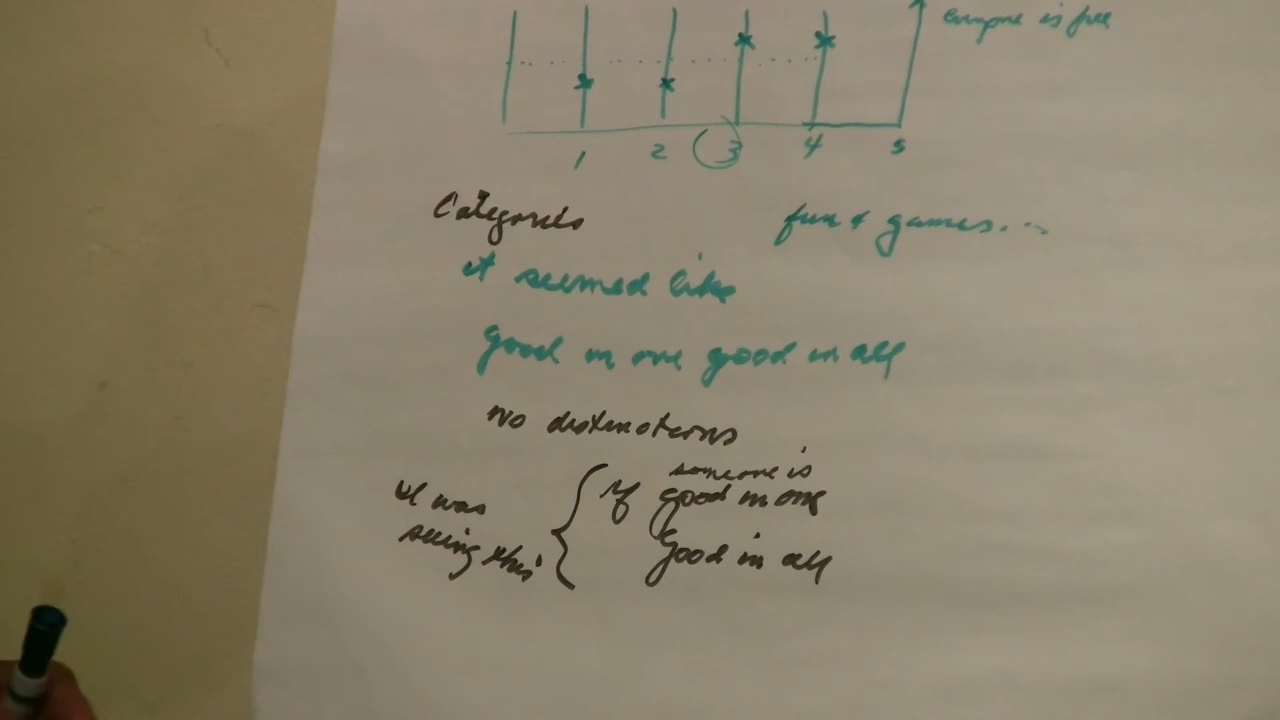 everyone is free
1 2 3 4 5
Categories
fun & games...
it seemed like
good in one good in all
no distinctions
someone is
it was if good in one
seeing this good in all